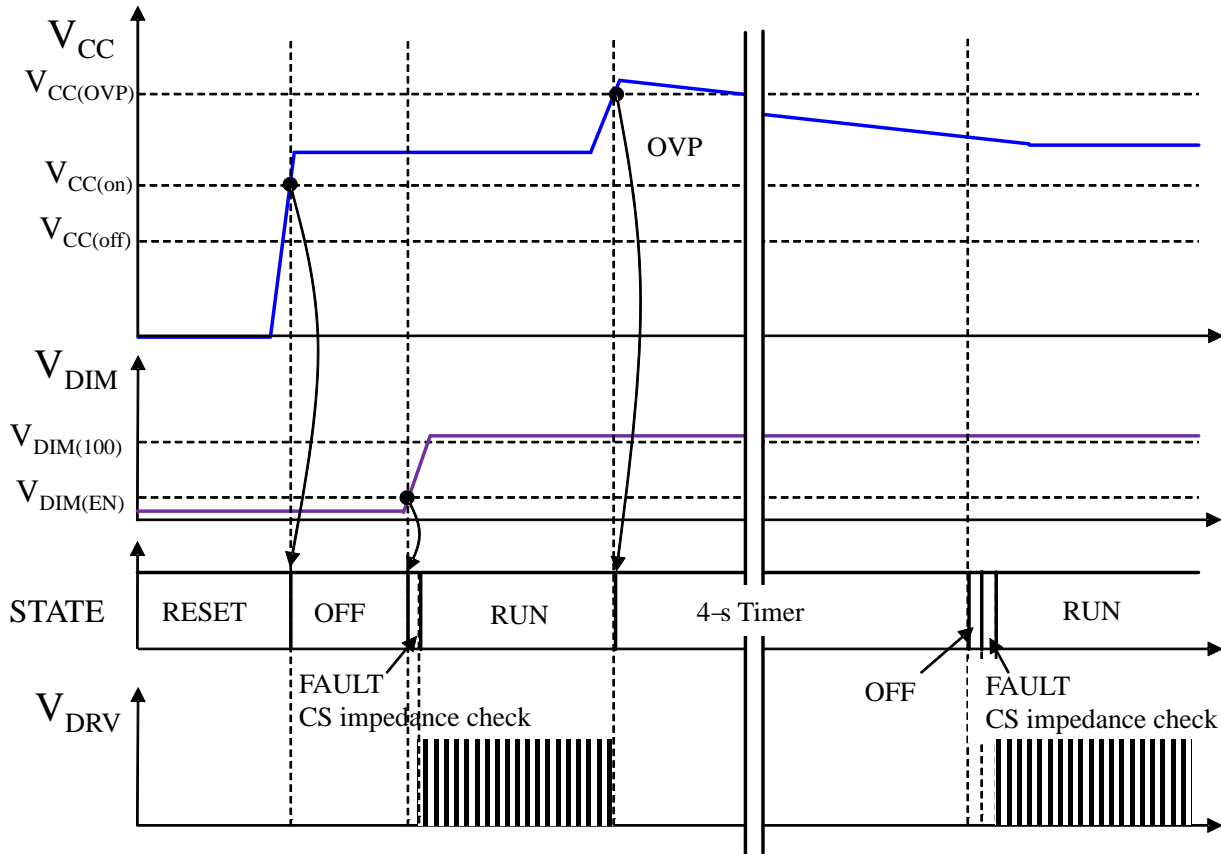 VCC
VCC(OVP)
OVP
VCC(on)
VCC(off)
VDIM
VDIM(100)
VDIM(EN)
STATE
RESET
OFF
RUN
4–s Timer
RUN
FAULT
CS impedance check
OFF
FAULT
CS impedance check
VDRV